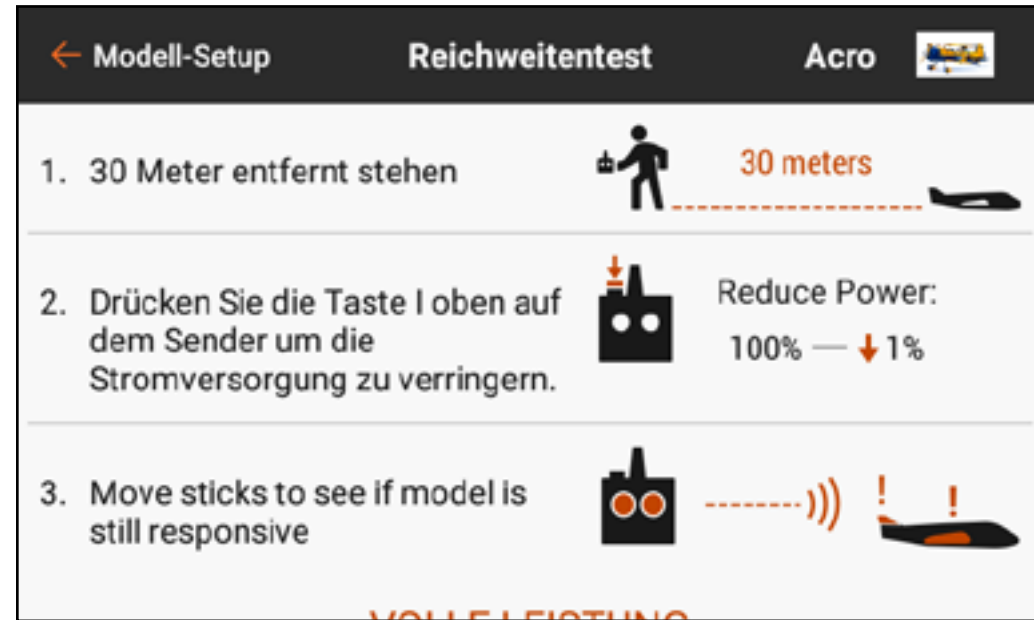 ← Modell-Setup Reichweitentest Acro
1. 30 Meter entfernt stehen 30 meters
2. Drücken Sie die Taste I oben auf
dem Sender um die
Stromversorgung zu verringern.
Reduce Power:
100% — ↓ 1%
3. Move sticks to see if model is
still responsive
VOLLE LEISTUNG